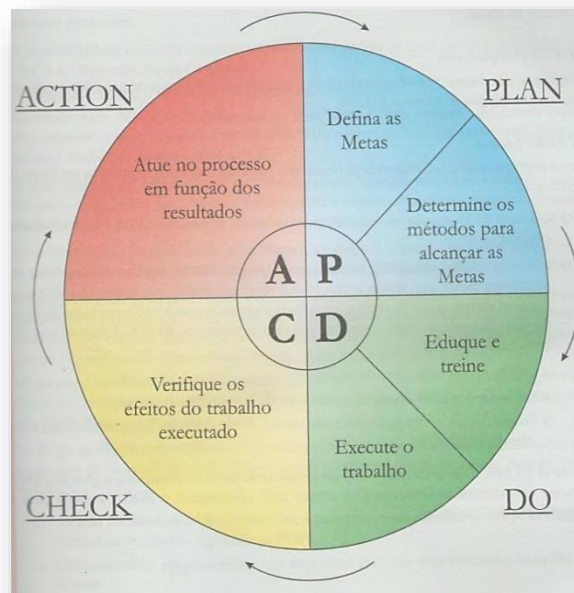 ACTION
PLAN
Defina as
Metas
Atue no processo
em função dos
resultados
Determine os
métodos para
alcançar as
Metas
A P
C D
Eduque e
treine
Verifique os
efeitos do trabalho
executado
Execute o
trabalho
CHECK
DO